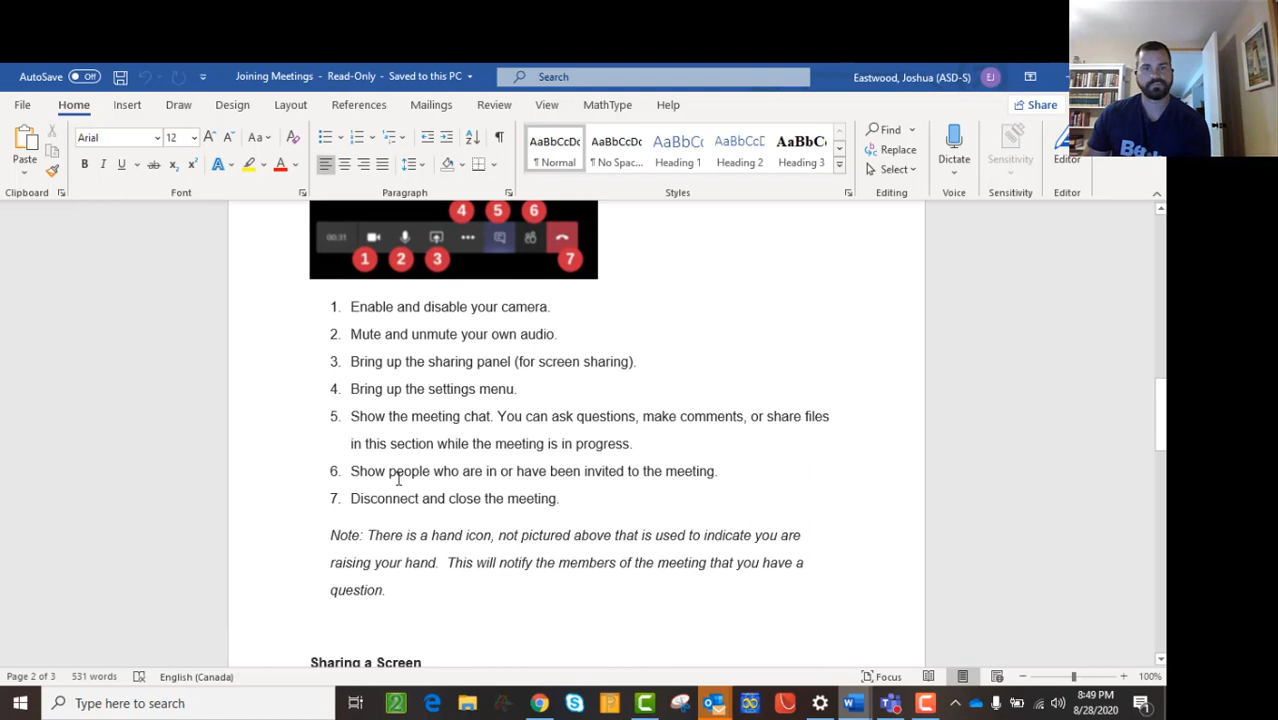 AutoSave Off Joining Meetings - Read-Only - Saved to this PC Search Eastwood, Joshua (ASD-S) EJ
File Home Insert Draw Design Layout References Mailings Review View MathType Help Share
Paste Arial 12 A A Aa A
B I U ab x₂ x² A A
AaBbCcDc AaBbCcDc AaBbC AaBbCcD AaBbC
¶ Normal ¶ No Spac... Heading 1 Heading 2 Heading 3
Find
Replace
Select
Dictate Sensitivity Editor
Clipboard Font Paragraph Styles Editing Voice Sensitivity Editor
4 5 6
00:31
1 2 3 7
1. Enable and disable your camera.
2. Mute and unmute your own audio.
3. Bring up the sharing panel (for screen sharing).
4. Bring up the settings menu.
5. Show the meeting chat. You can ask questions, make comments, or share files
in this section while the meeting is in progress.
6. Show people who are in or have been invited to the meeting.
7. Disconnect and close the meeting.
Note: There is a hand icon, not pictured above that is used to indicate you are
raising your hand. This will notify the members of the meeting that you have a
question.
Sharing a Screen
Page 2 of 3 531 words English (Canada) Focus 100%
Type here to search 8:49 PM
8/28/2020